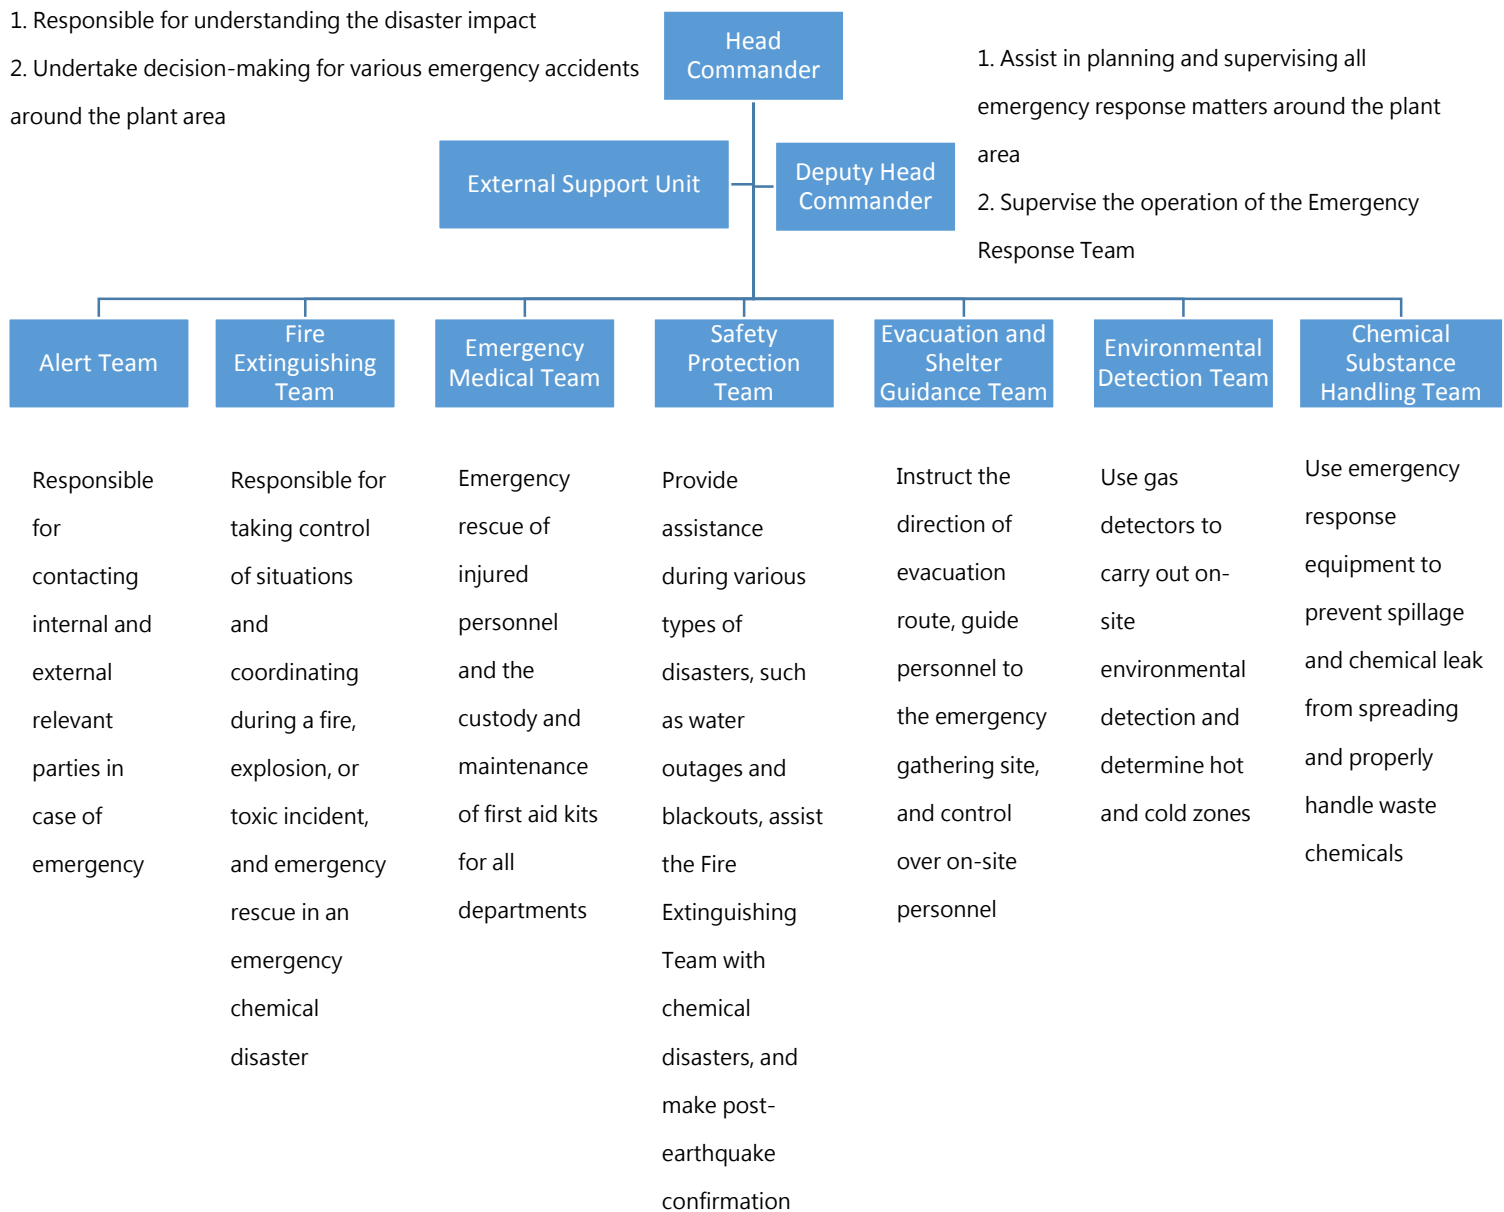 1. Responsible for understanding the disaster impact
2. Undertake decision-making for various emergency accidents
around the plant area
Head
Commander
1. Assist in planning and supervising all
emergency response matters around the plant
area
2. Supervise the operation of the Emergency
Response Team
External Support Unit
Deputy Head
Commander
Alert Team
Fire
Extinguishing
Team
Emergency
Medical Team
Safety
Protection
Team
Evacuation and
Shelter
Guidance Team
Environmental
Detection Team
Chemical
Substance
Handling Team
Responsible
for
contacting
internal and
external
relevant
parties in
case of
emergency
Responsible for
taking control
of situations
and
coordinating
during a fire,
explosion, or
toxic incident,
and emergency
rescue in an
emergency
chemical
disaster
Emergency
rescue of
injured
personnel
and the
custody and
maintenance
of first aid kits
for all
departments
Provide
assistance
during various
types of
disasters, such
as water
outages and
blackouts, assist
the Fire
Extinguishing
Team with
chemical
disasters, and
make post-
earthquake
confirmation
Instruct the
direction of
evacuation
route, guide
personnel to
the emergency
gathering site,
and control
over on-site
personnel
Use gas
detectors to
carry out on-
site
environmental
detection and
determine hot
and cold zones
Use emergency
response
equipment to
prevent spillage
and chemical leak
from spreading
and properly
handle waste
chemicals